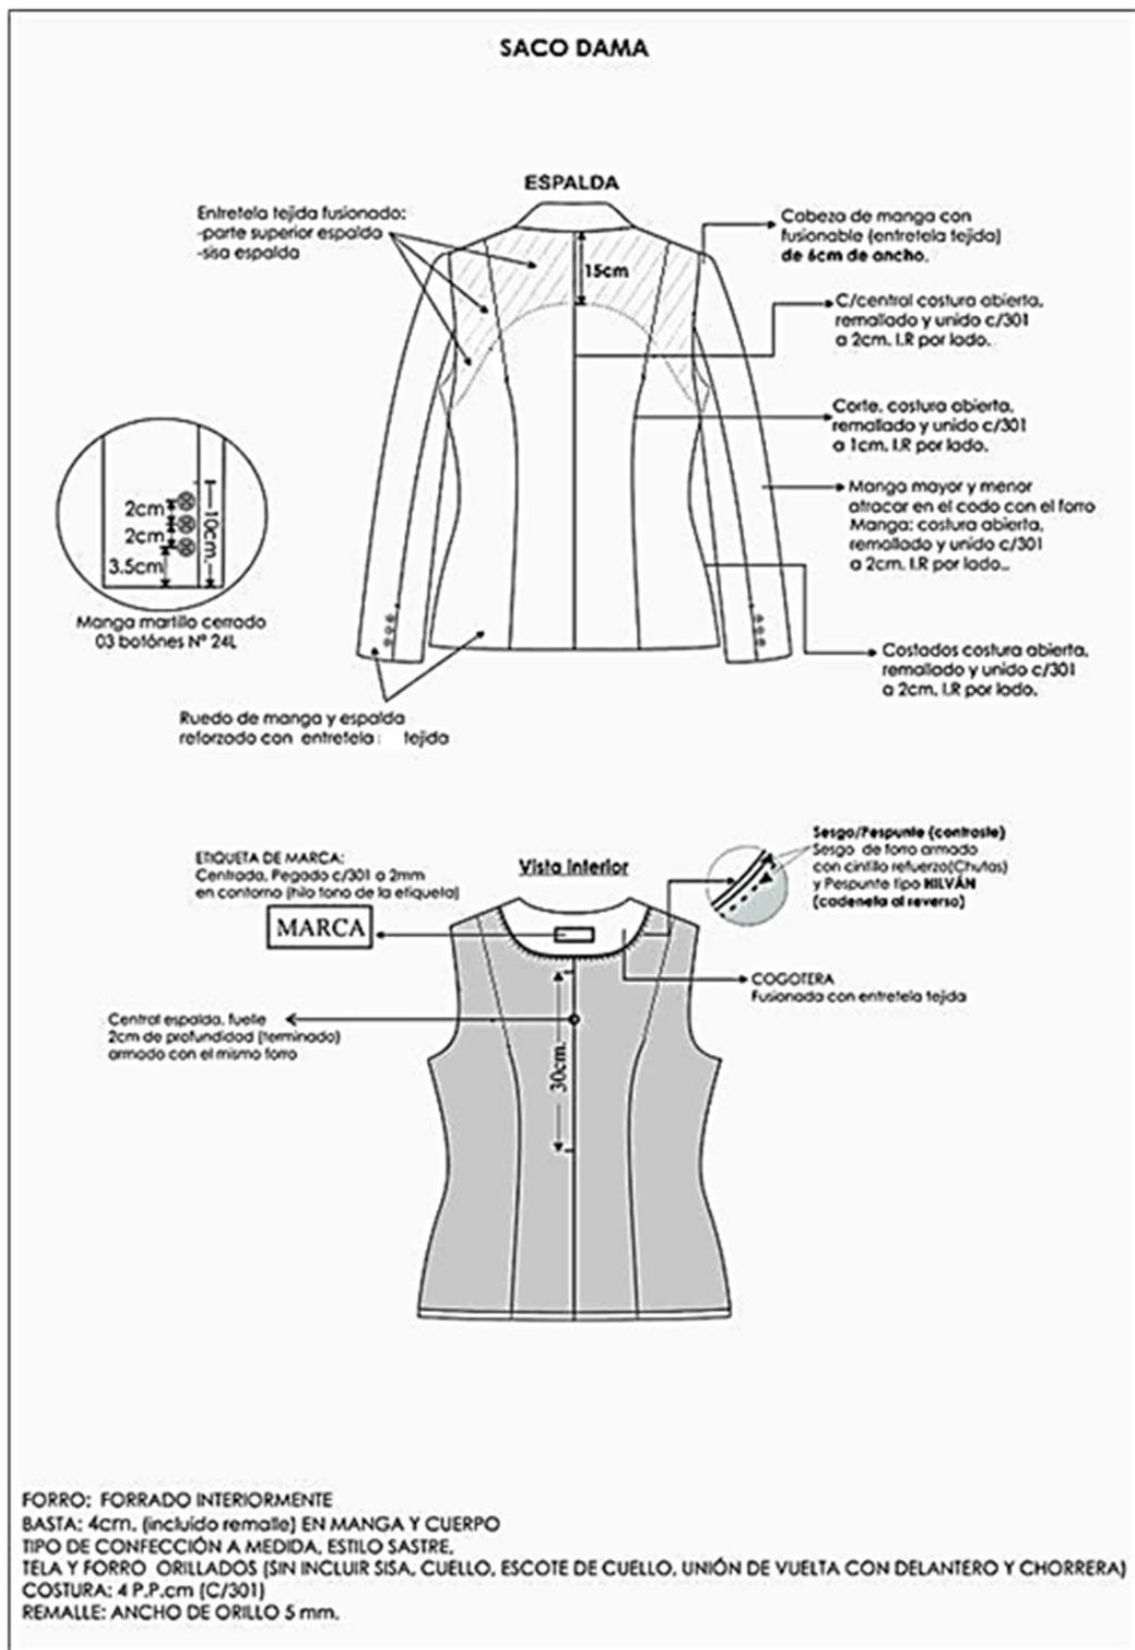 SACO DAMA
ESPALDA
Entretela tejida fusionado:
-parte superior espalda
-sisa espalda
15cm
Cabeza de manga con
fusionable (entretela tejida)
de 6cm de ancho.
C/central costura abierta,
remallado y unido c/301
a 2cm. I.R por lado.
Corte, costura abierta,
remallado y unido c/301
a 1cm. I.R por lado.
Manga mayor y menor
atracar en el codo con el forro
Manga: costura abierta,
remallado y unido c/301
a 2cm. I.R por lado..
Costados costura abierta,
remallado y unido c/301
a 2cm. I.R por lado.
2cm
2cm
3.5cm
10cm.
Manga martillo cerrado
03 botónes N° 24L
Ruedo de manga y espalda
reforzado con entretela : tejida
ETIQUETA DE MARCA:
Centrada, Pegado c/301 a 2mm
en contorno (hilo tono de la etiqueta)
MARCA
Vista interior
Sesgo/Pespunte (contraste)
Sesgo de forro armado
con cintillo refuerzo(Chutas)
y Pespunte tipo HILVÁN
(cadeneta al reverso)
COGOTERA
Fusionada con entretela tejida
Central espalda, fuelle
2cm de profundidad (terminado)
armado con el mismo forro
30cm.
FORRO: FORRADO INTERIORMENTE
BASTA: 4cm. (incluido remalle) EN MANGA Y CUERPO
TIPO DE CONFECCIÓN A MEDIDA, ESTILO SASTRE.
TELA Y FORRO ORILLADOS (SIN INCLUIR SISA, CUELLO, ESCOTE DE CUELLO, UNIÓN DE VUELTA CON DELANTERO Y CHORRERA)
COSTURA: 4 P.P.cm (C/301)
REMALLE: ANCHO DE ORILLO 5 mm.